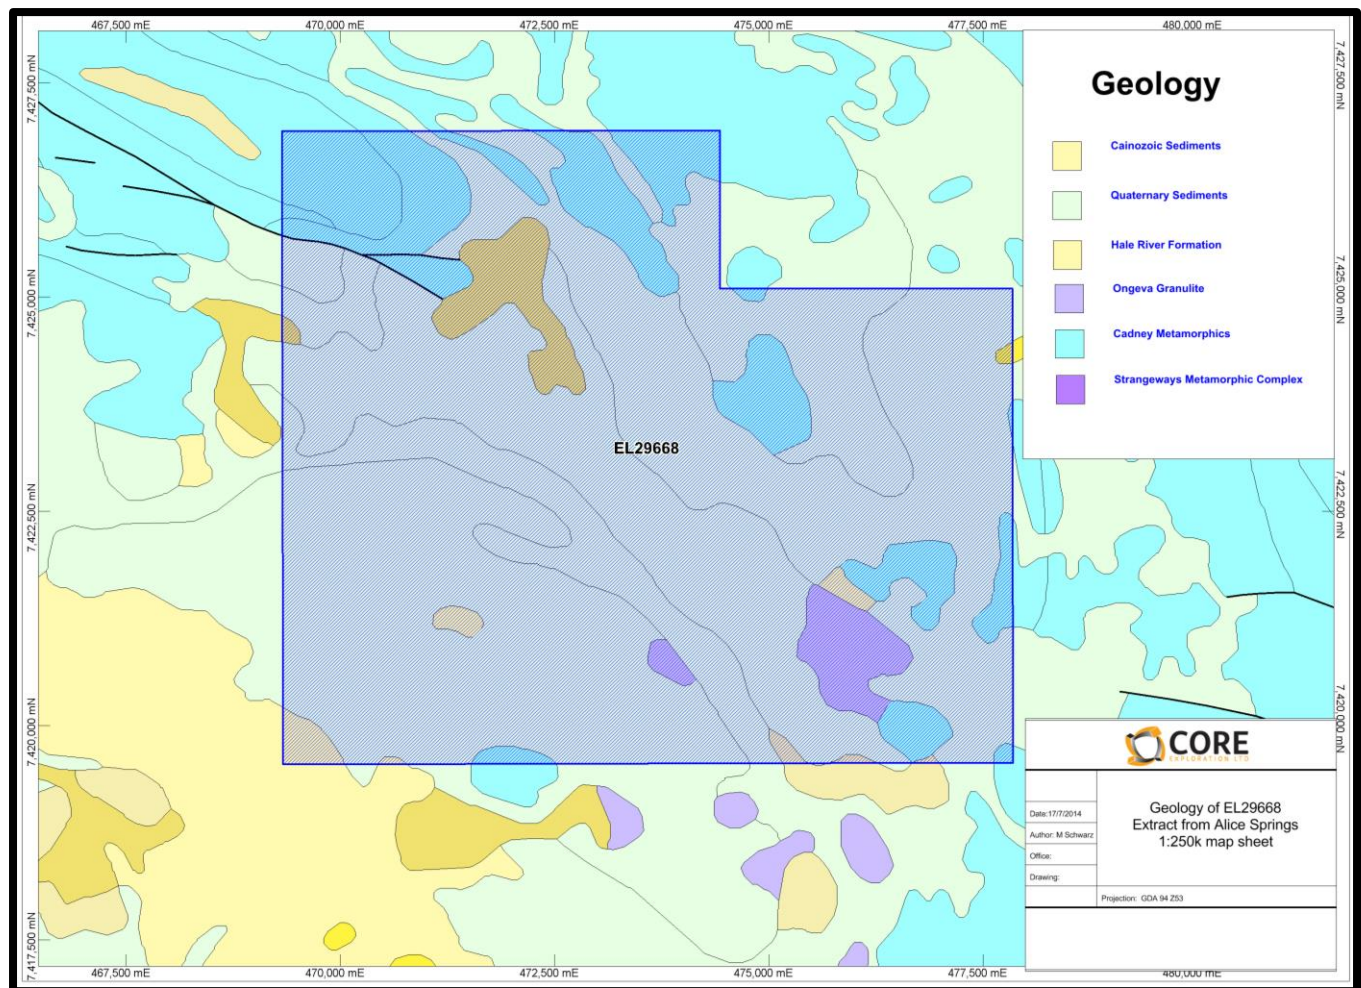 467,500 mE
470,000 mE
472,500 mE
475,000 mE
477,500 mE
480,000 mE
7,427,500 mN
7,427,500 mN
Geology
Cainozoic Sediments
Quaternary Sediments
Hale River Formation
Ongeva Granulite
Cadney Metamorphics
Strangeways Metamorphic Complex
7,425,000 mN
7,425,000 mN
EL29668
7,422,500 mN
7,422,500 mN
7,420,000 mN
7,420,000 mN
CORE
EXPLORATION LTD
Date:17/7/2014
Author: M Schwarz
Office:
Drawing:
Geology of EL29668
Extract from Alice Springs
1:250k map sheet
Projection: GDA 94 Z53
7,417,500 mN
467,500 mE
470,000 mE
472,500 mE
475,000 mE
477,500 mE
480,000 mE